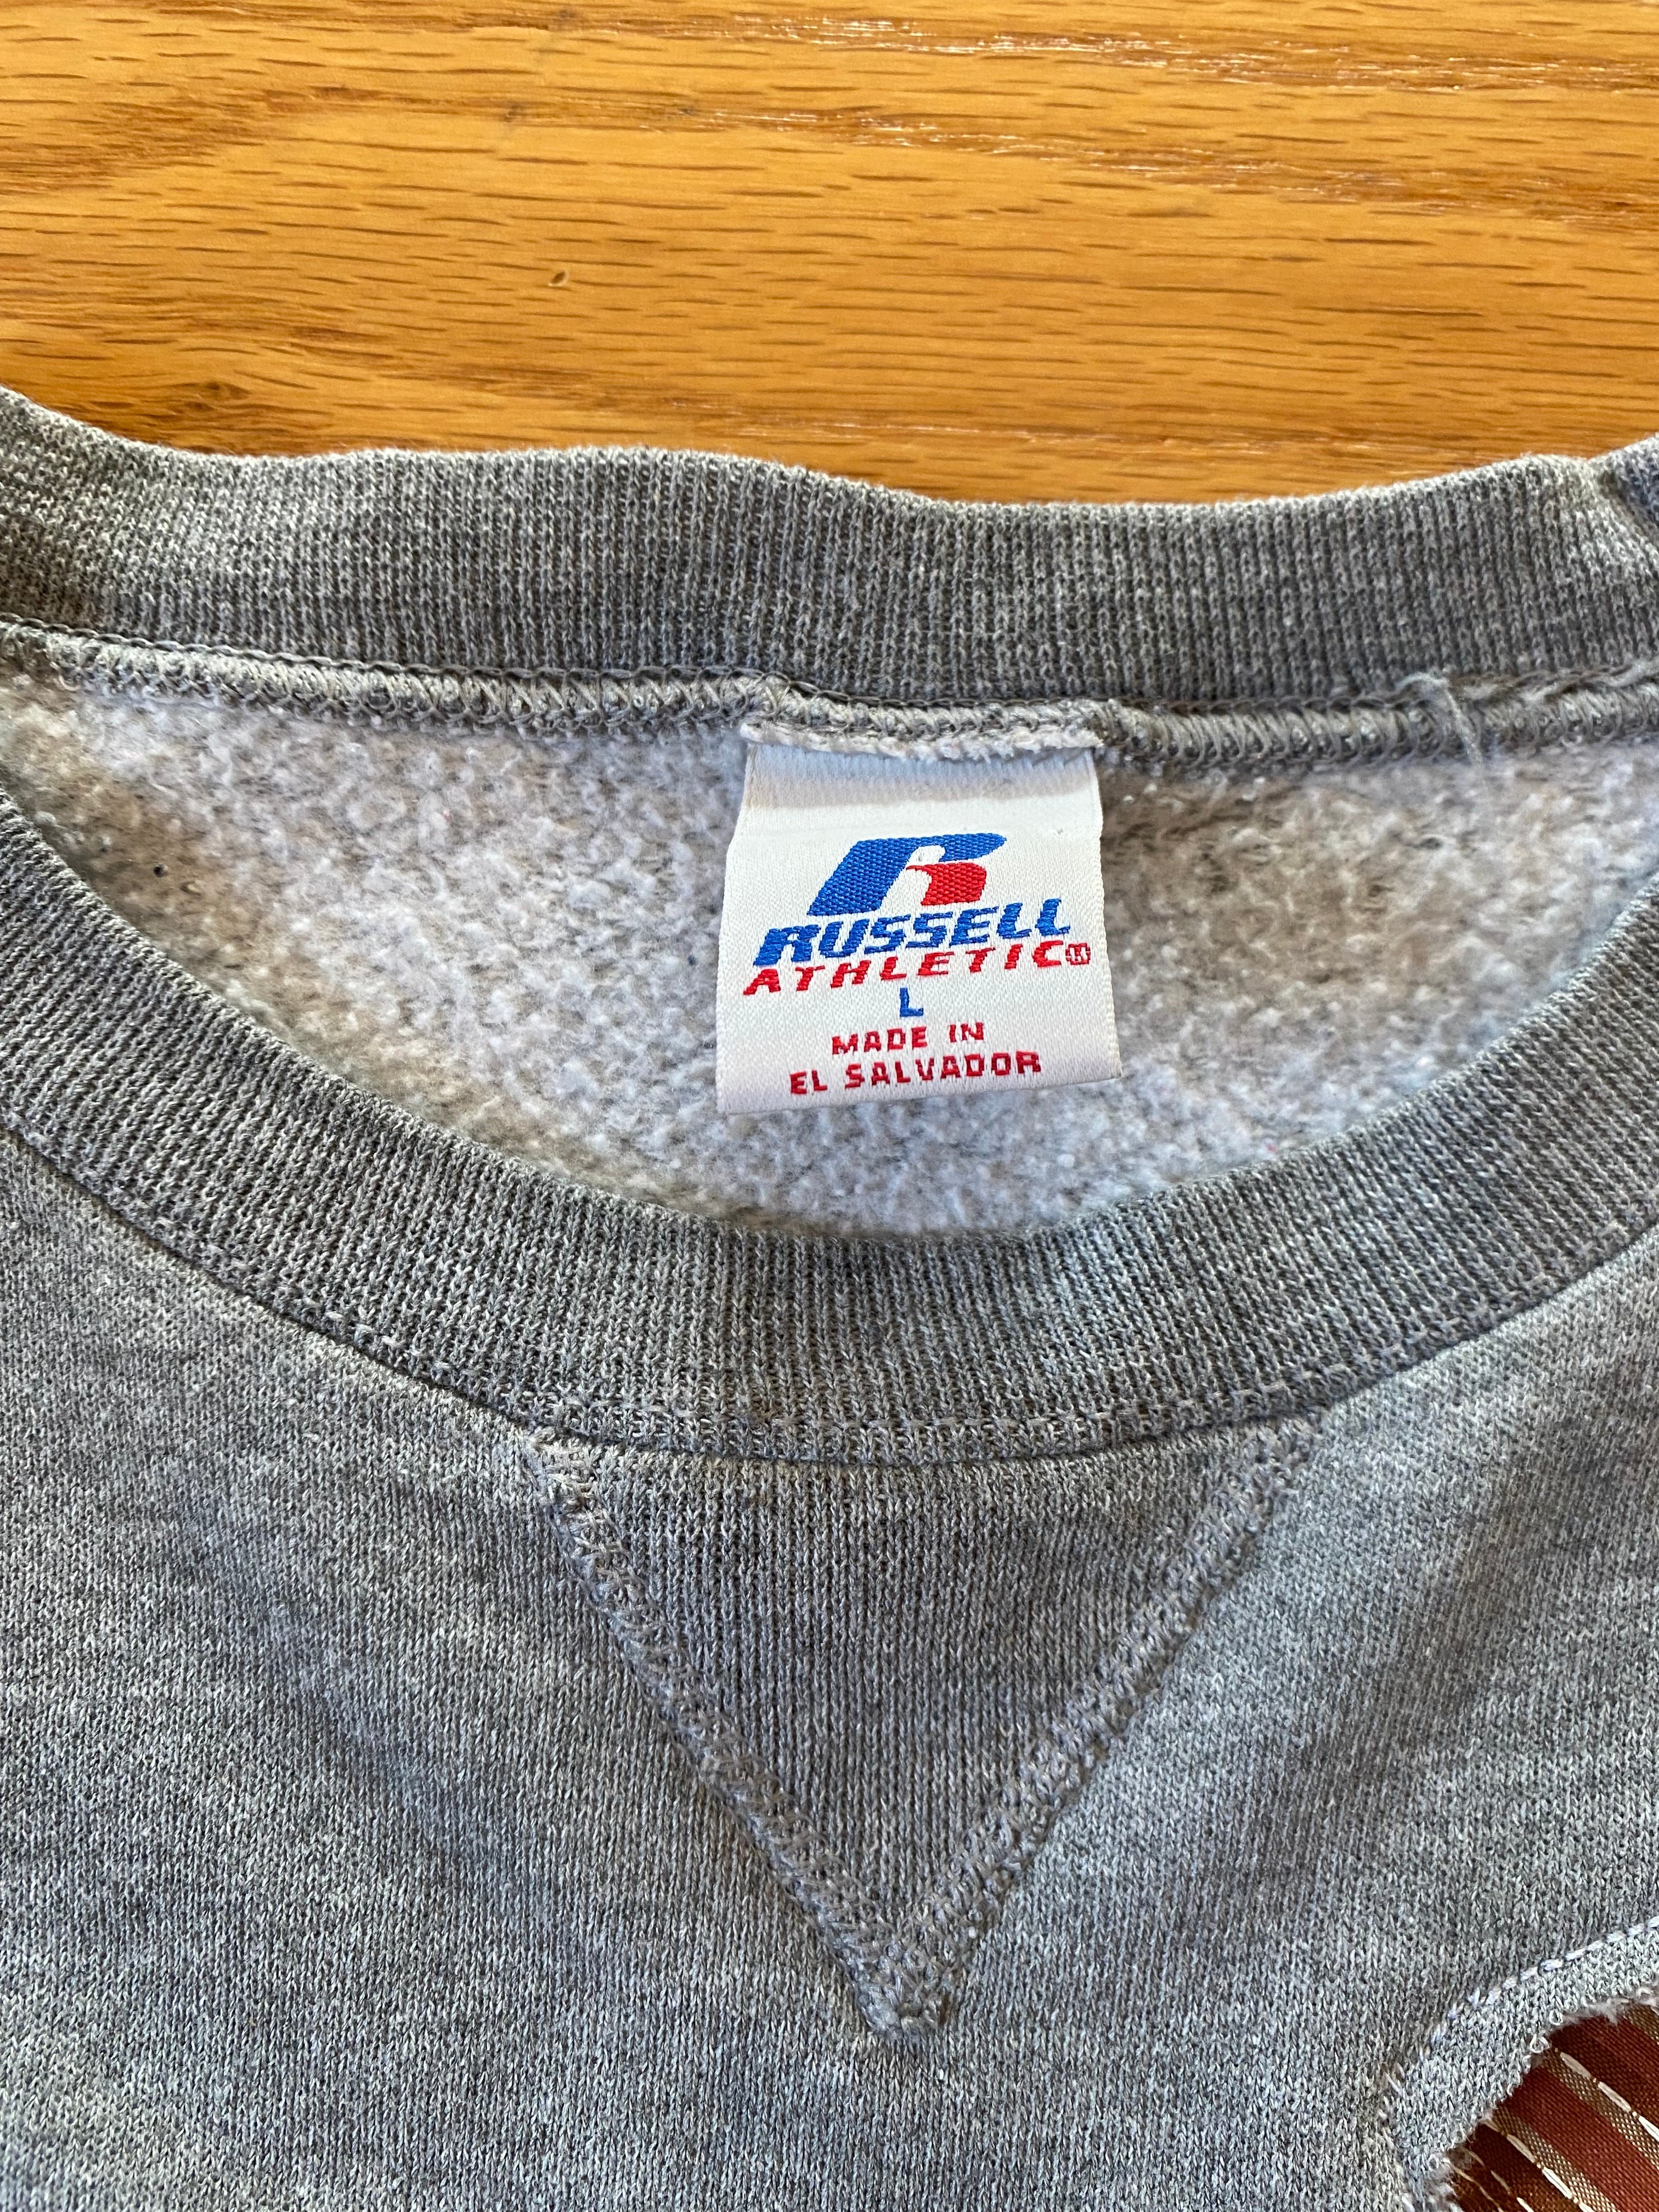 RUSSELL
ATHLETIC®
L
MADE IN
EL SALVADOR